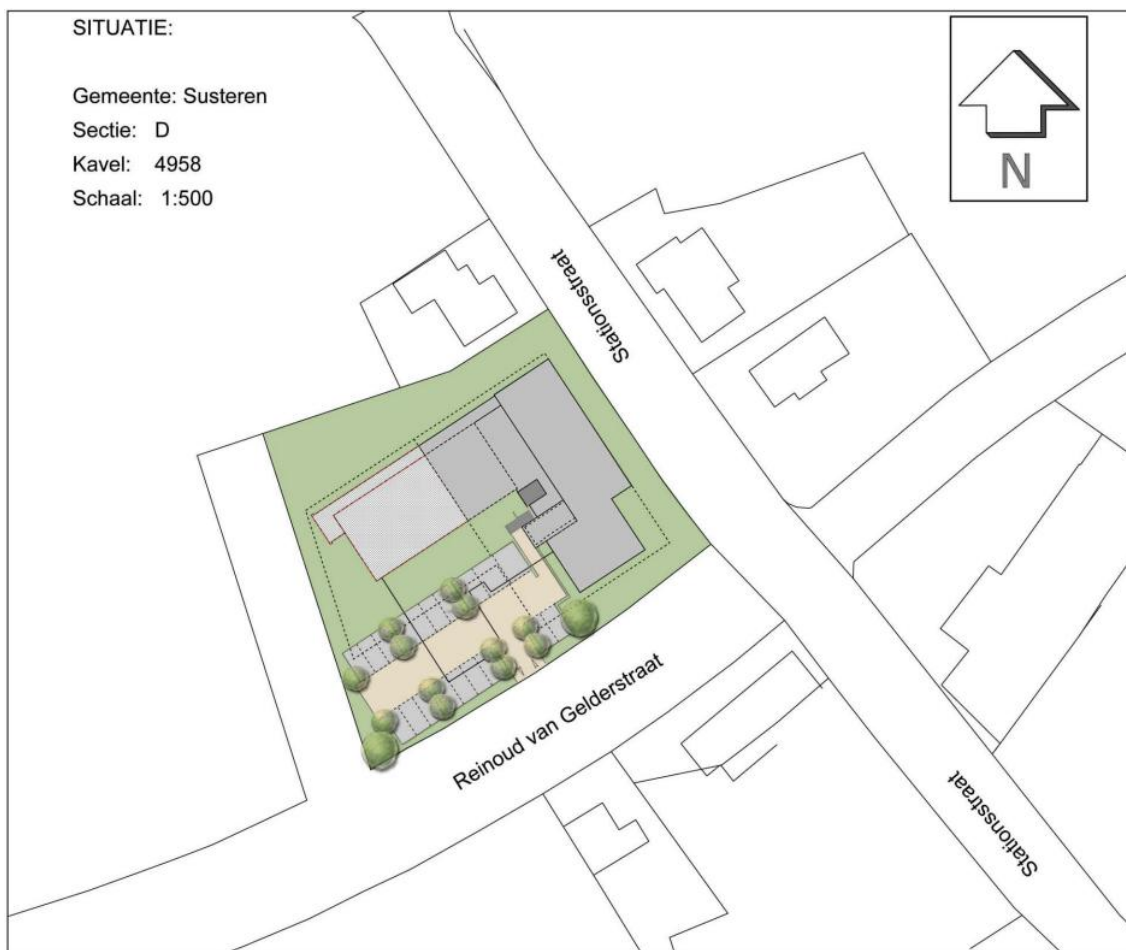 SITUATIE:
Gemeente: Susteren
Sectie: D
Kavel: 4958
Schaal: 1:500
N
Stationsstraat
Reinoud van Gelderstraat
Stationsstraat